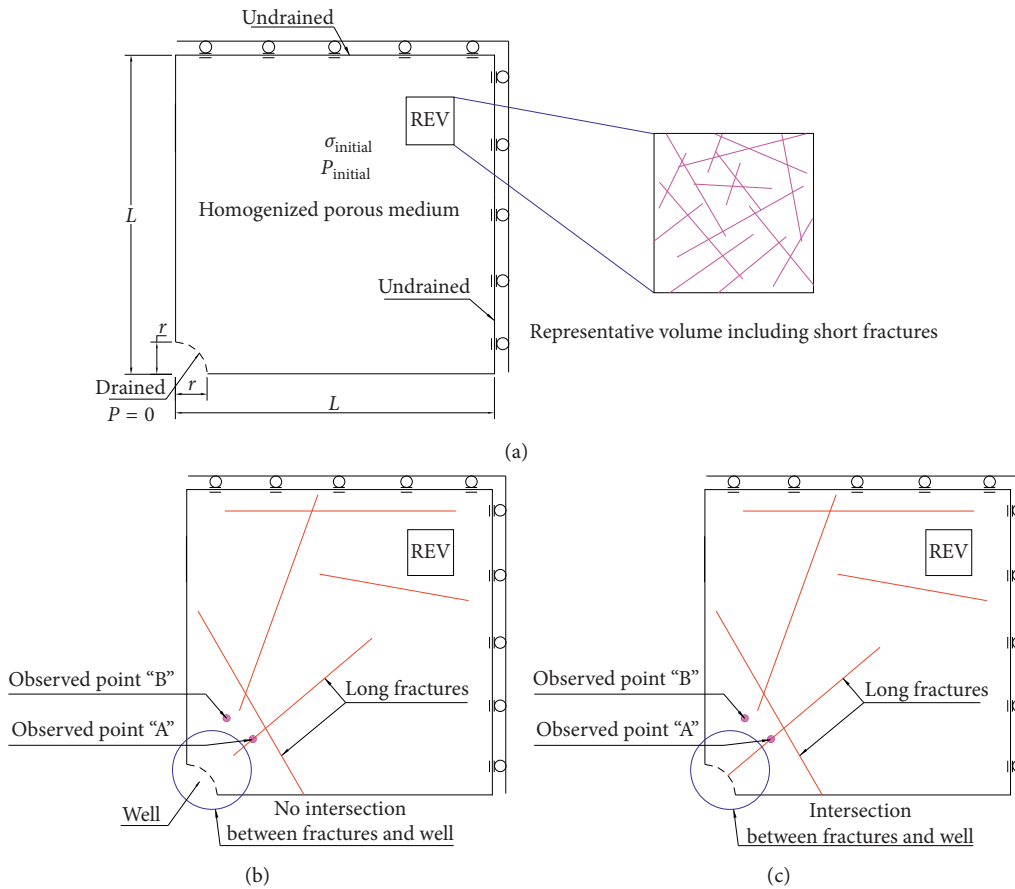 Undrained
REV
σinitial
Pinitial
L
Homogenized porous medium
Undrained
Representative volume including short fractures
r
Drained
r
P = 0
L
(a)
REV
Observed point “B”
Long fractures
Observed point “A”
Well
No intersection
between fractures and well
(b)
REV
Observed point “B”
Long fractures
Observed point “A”
Intersection
between fractures and well
(c)